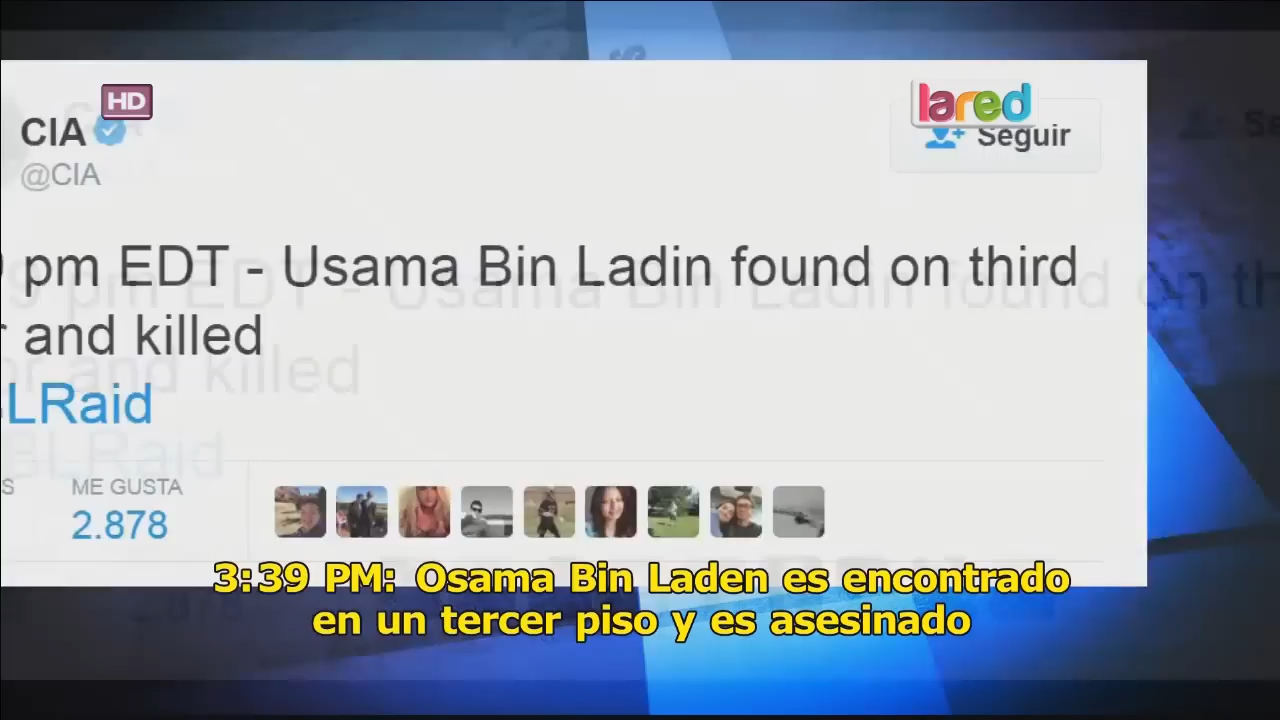 HD
lared
CIA
Seguir
@CIA
pm EDT - Usama Bin Ladin found on third
and killed
LRaid
ME GUSTA
2.878
3:39 PM: Osama Bin Laden es encontrado
en un tercer piso y es asesinado